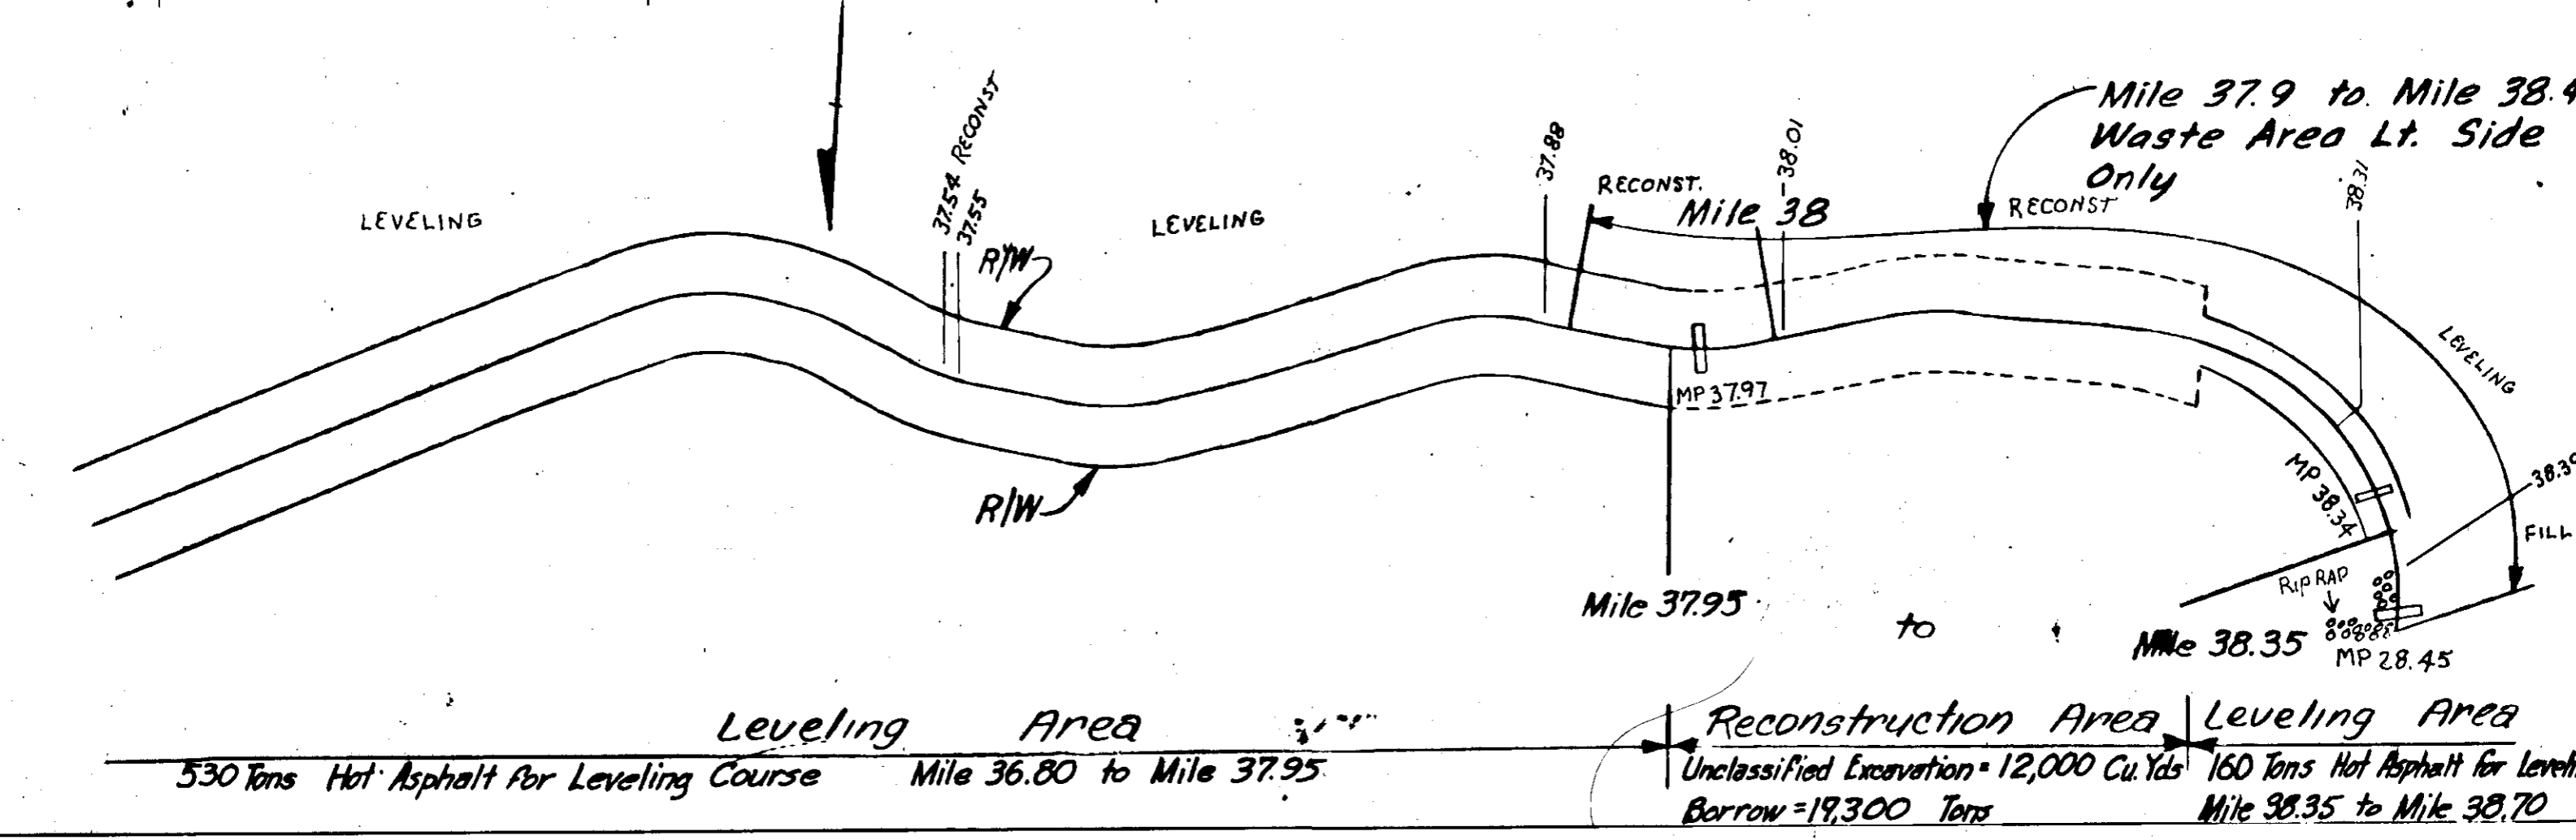 Mile 37.9 to Mile 38.4
Waste Area Lt. Side
Only
LEVELING
37.54 RECONST
37.55
R/W
LEVELING
37.88
RECONST.
Mile 38
38.01
RECONST
38.31
LEVELING
MP 37.97
R/W
MP 38.34
38.39
FILL
RIP RAP
Mile 37.95
to
Mile 38.35
MP 28.45
Leveling Area
Reconstruction Area
Leveling Area
530 Tons Hot Asphalt for Leveling Course Mile 36.80 to Mile 37.95
Unclassified Excavation = 12,000 Cu. Yds
160 Tons Hot Asphalt for Leveli
Borrow = 19,300 Tons
Mile 38.35 to Mile 38.70